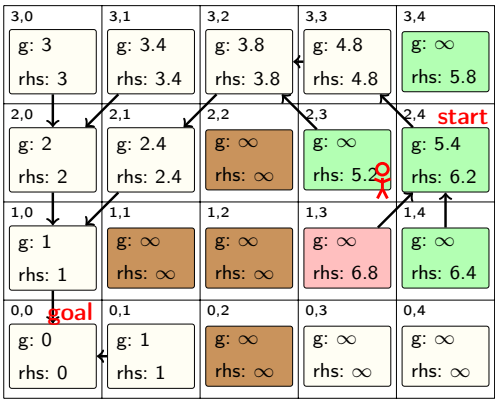 3,0
g: 3
rhs: 3
3,1
g: 3.4
rhs: 3.4
3,2
g: 3.8
rhs: 3.8
3,3
g: 4.8
rhs: 4.8
3,4
g: ∞
rhs: 5.8
2,0
g: 2
rhs: 2
2,1
g: 2.4
rhs: 2.4
2,2
g: ∞
rhs: ∞
2,3
g: ∞
rhs: 5.2
2,4
start
g: 5.4
rhs: 6.2
1,0
g: 1
rhs: 1
1,1
g: ∞
rhs: ∞
1,2
g: ∞
rhs: ∞
1,3
g: ∞
rhs: 6.8
1,4
g: ∞
rhs: 6.4
0,0
goal
g: 0
rhs: 0
0,1
g: 1
rhs: 1
0,2
g: ∞
rhs: ∞
0,3
g: ∞
rhs: ∞
0,4
g: ∞
rhs: ∞